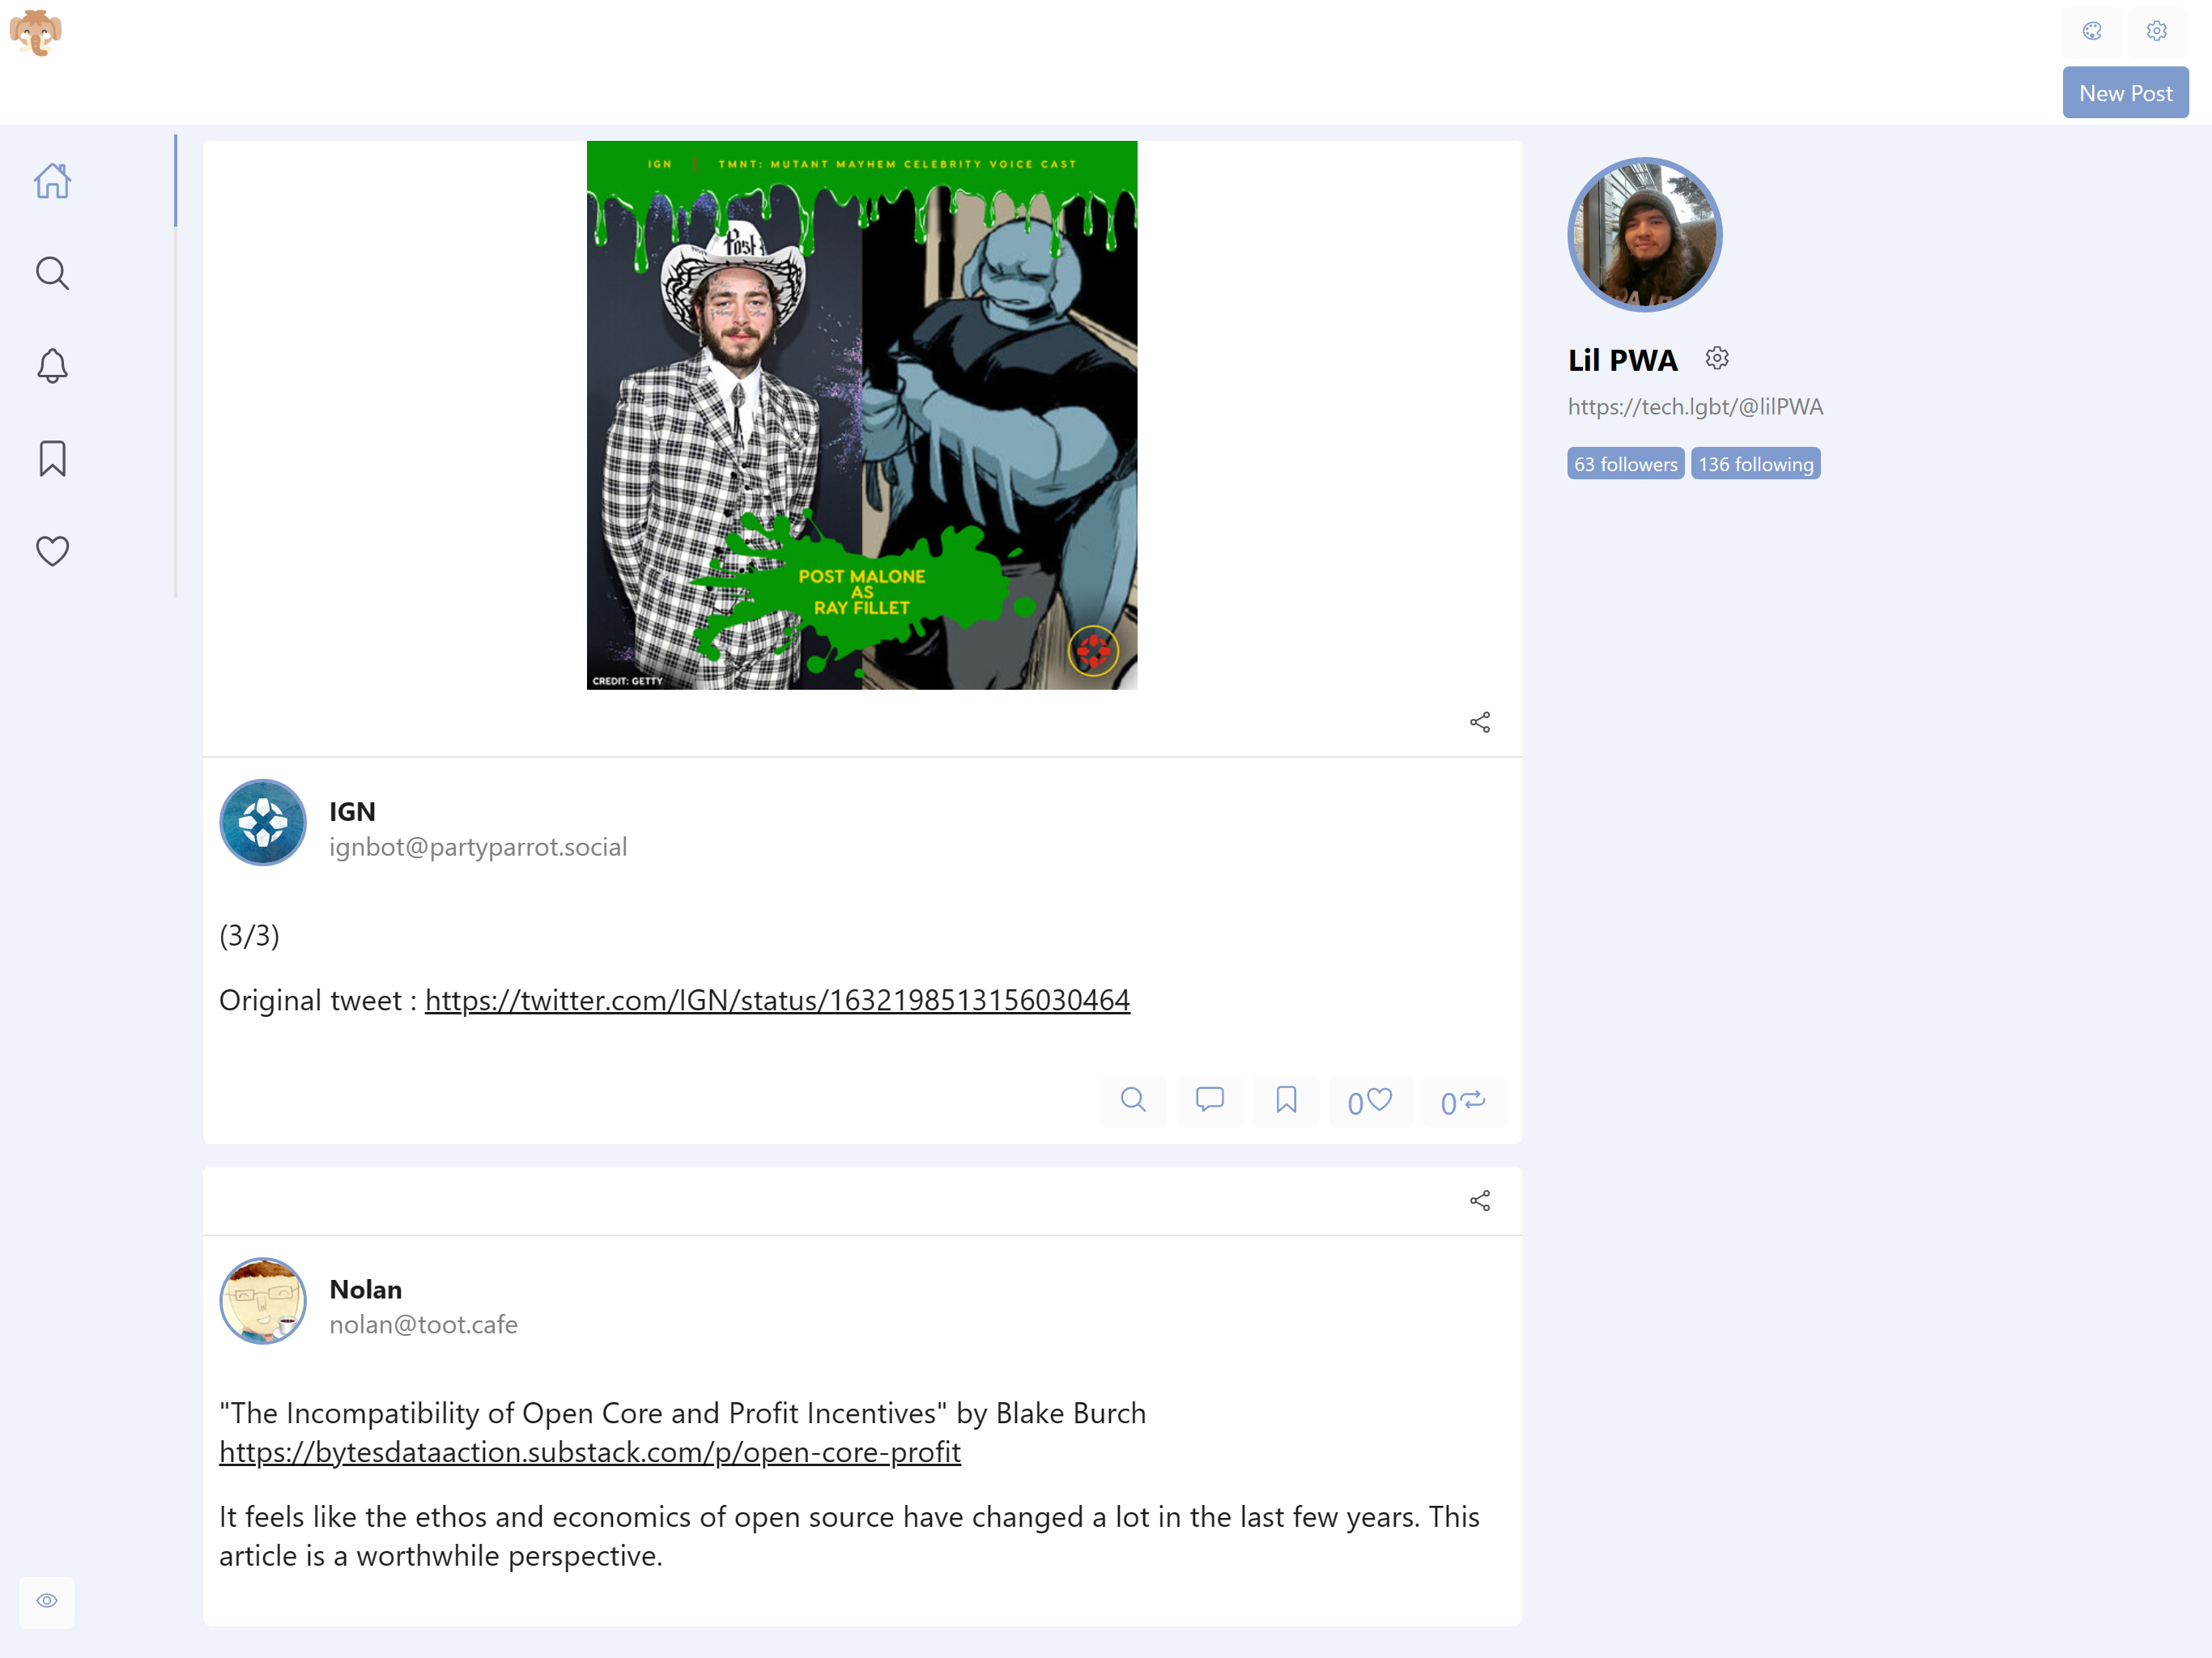 New Post
IGN | TMNT: MUTANT MAYHEM CELEBRITY VOICE CAST
Post
POST MALONE
AS
RAY FILLET
CREDIT: GETTY
Lil PWA
https://tech.lgbt/@lilPWA
63 followers 136 following
IGN
ignbot@partyparrot.social
(3/3)
Original tweet : https://twitter.com/IGN/status/1632198513156030464
0
0
Nolan
nolan@toot.cafe
"The Incompatibility of Open Core and Profit Incentives" by Blake Burch
https://bytesdataaction.substack.com/p/open-core-profit
It feels like the ethos and economics of open source have changed a lot in the last few years. This
article is a worthwhile perspective.